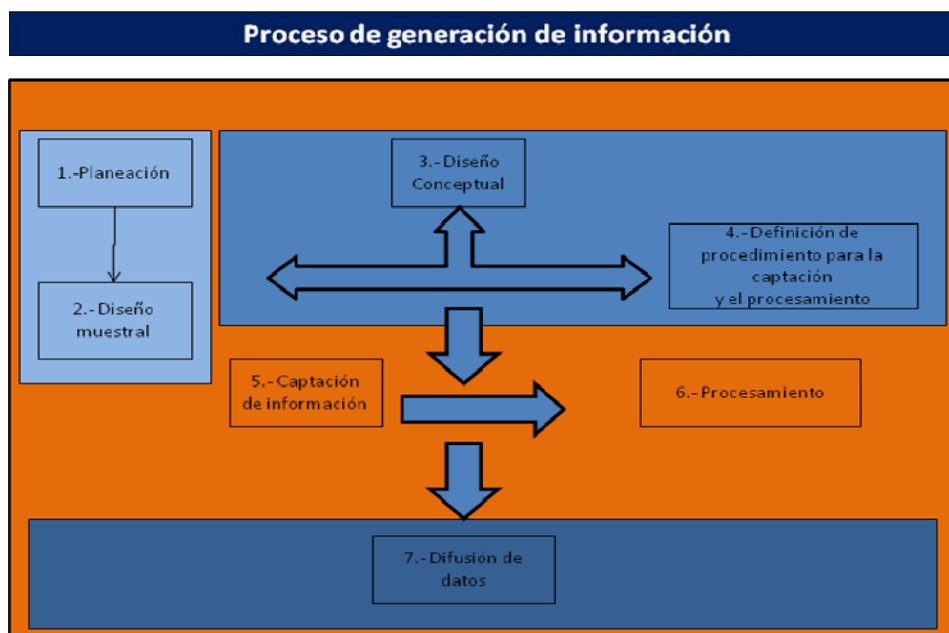 Proceso de generación de información
1.-Planeación
2.-Diseño
muestral
3.-Diseño
Conceptual
4.-Definición de
procedimiento para la
captación
y el procesamiento
5.-Captación
de información
6.-Procesamiento
7.-Difusión de
datos